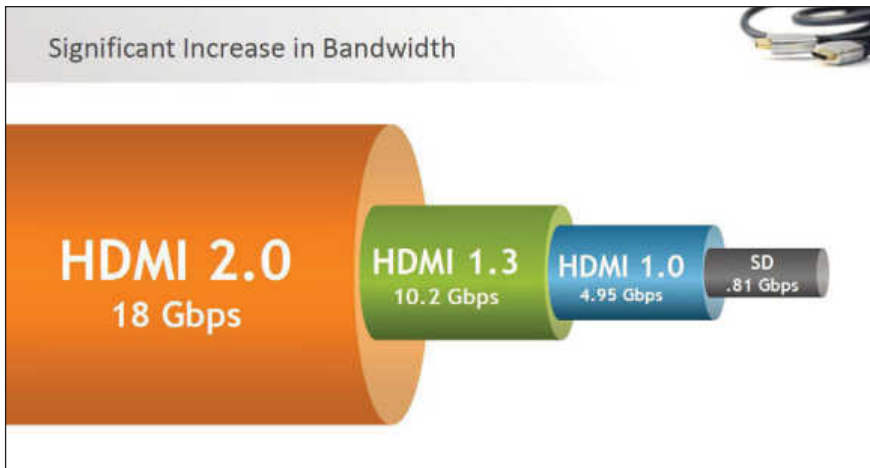 Significant Increase in Bandwidth
HDMI 2.0
18 Gbps
HDMI 1.3
10.2 Gbps
HDMI 1.0
4.95 Gbps
SD
.81 Gbps